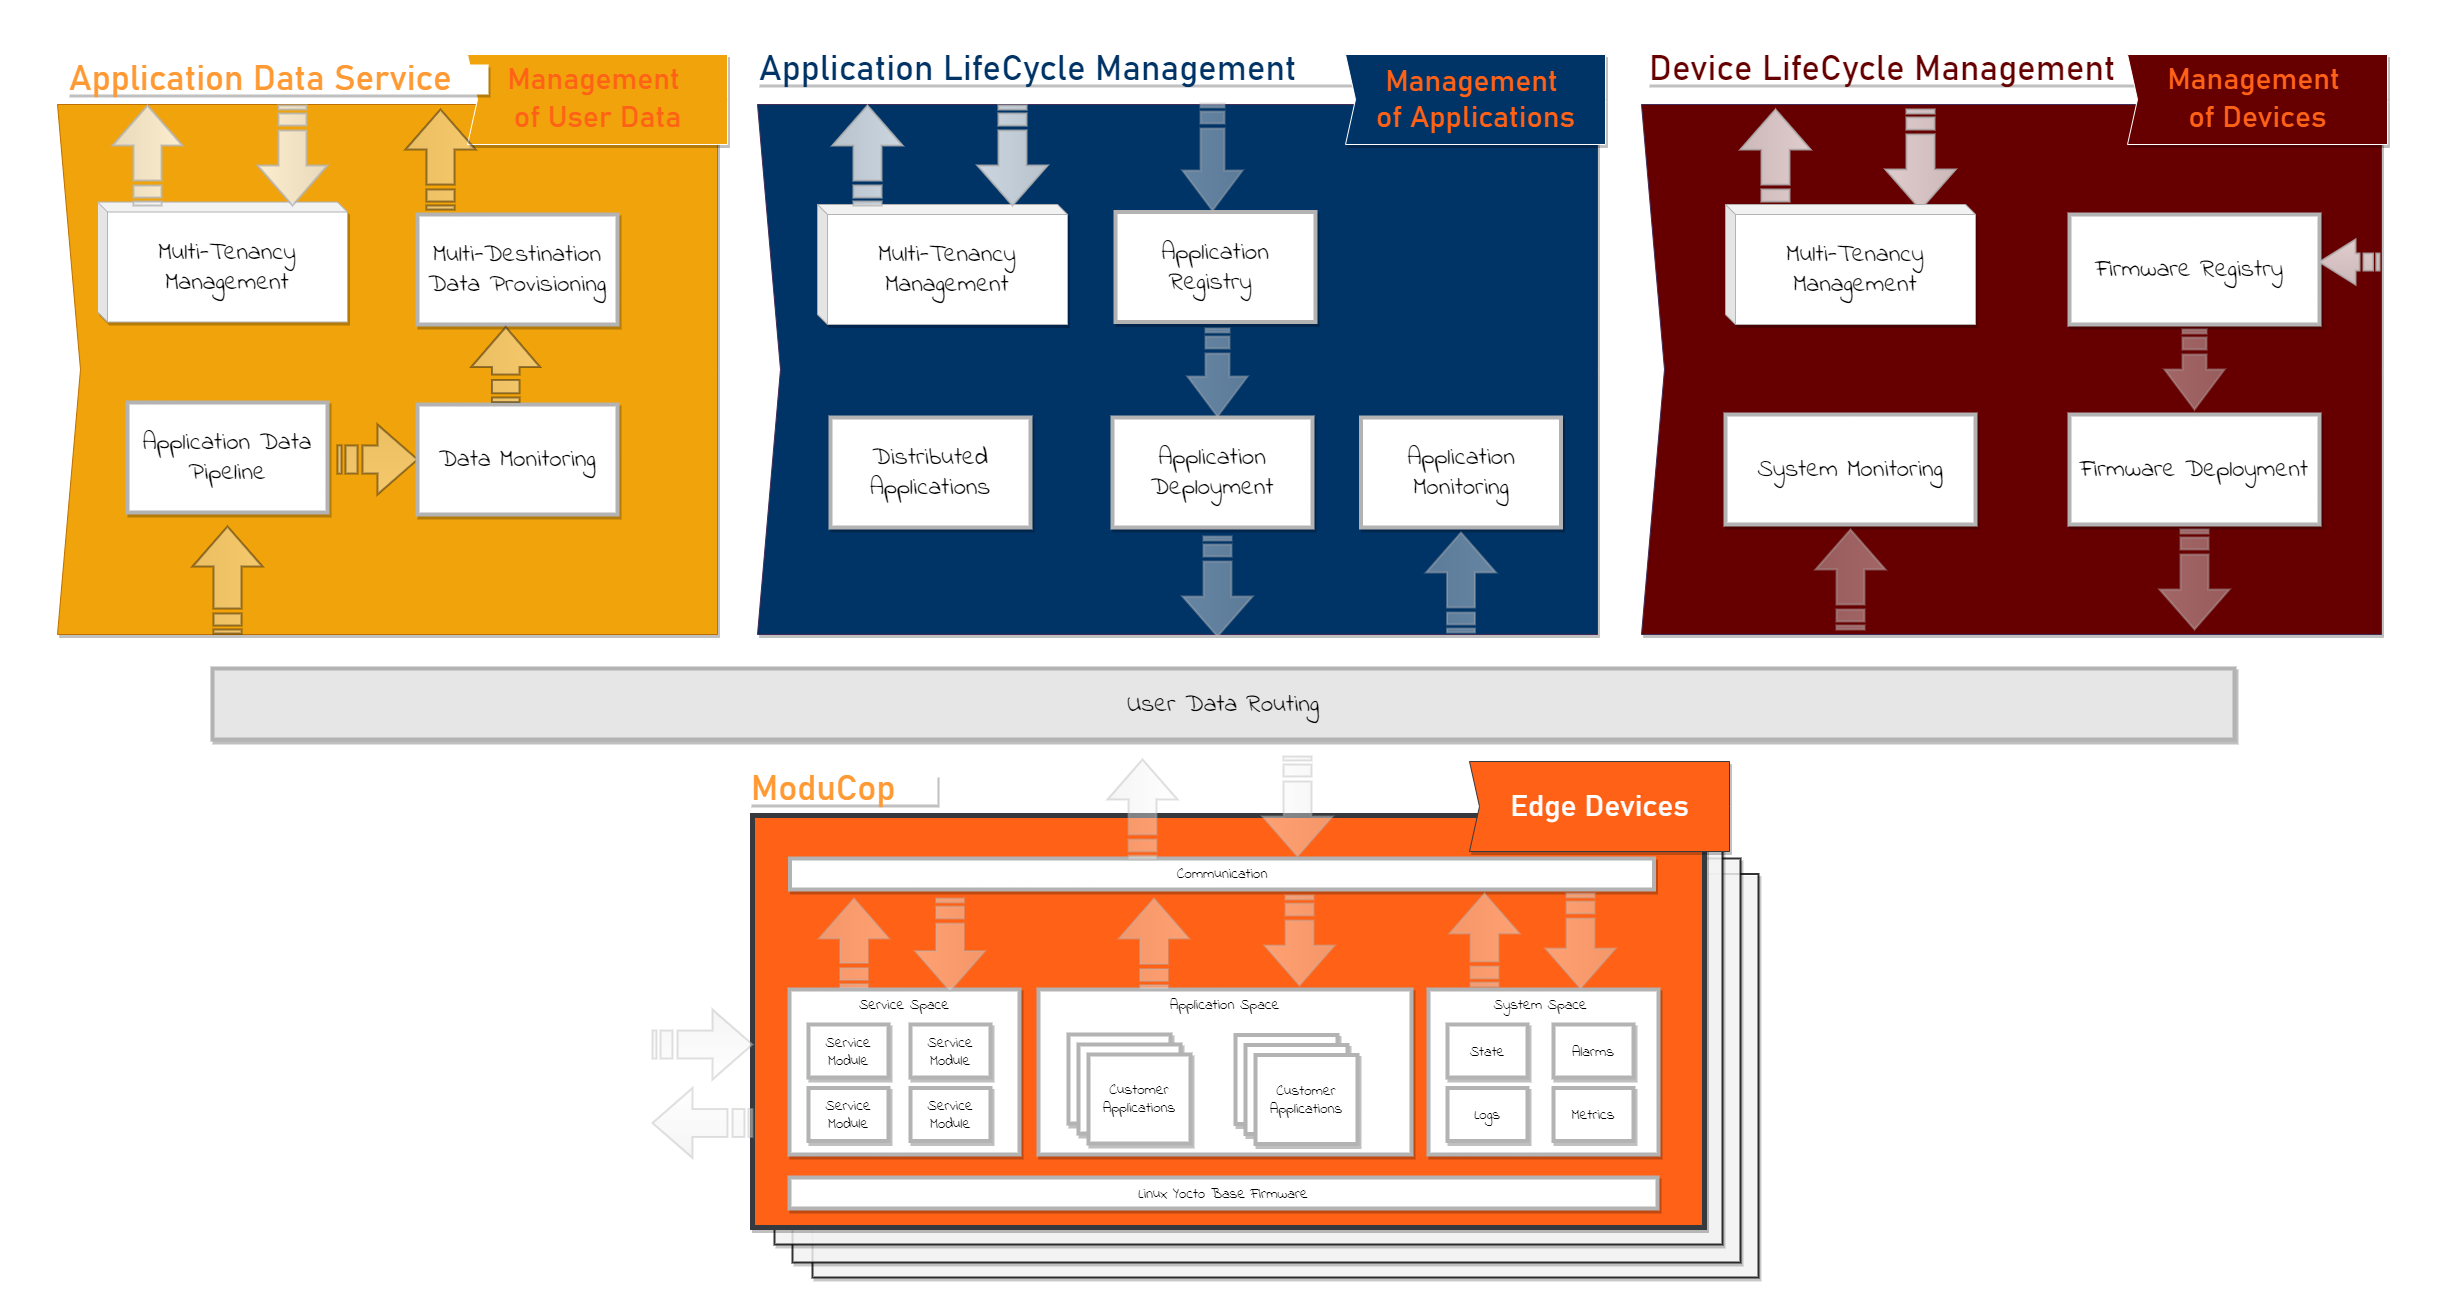 Application Data Service
Management
of User Data
Multi-Tenancy
Management
Multi-Destination
Data Provisioning
Application Data
Pipeline
Data Monitoring
Application LifeCycle Management
Management
of Applications
Multi-Tenancy
Management
Application
Registry
Distributed
Applications
Application
Deployment
Application
Monitoring
Device LifeCycle Management
Management
of Devices
Multi-Tenancy
Management
Firmware Registry
System Monitoring
Firmware Deployment
User Data Routing
ModuCop
Edge Devices
Communication
Service Space
Service
Module
Service
Module
Service
Module
Service
Module
Application Space
Customer
Applications
Customer
Applications
System Space
State
Alarms
Logs
Metrics
Linux Yocto Base Firmware